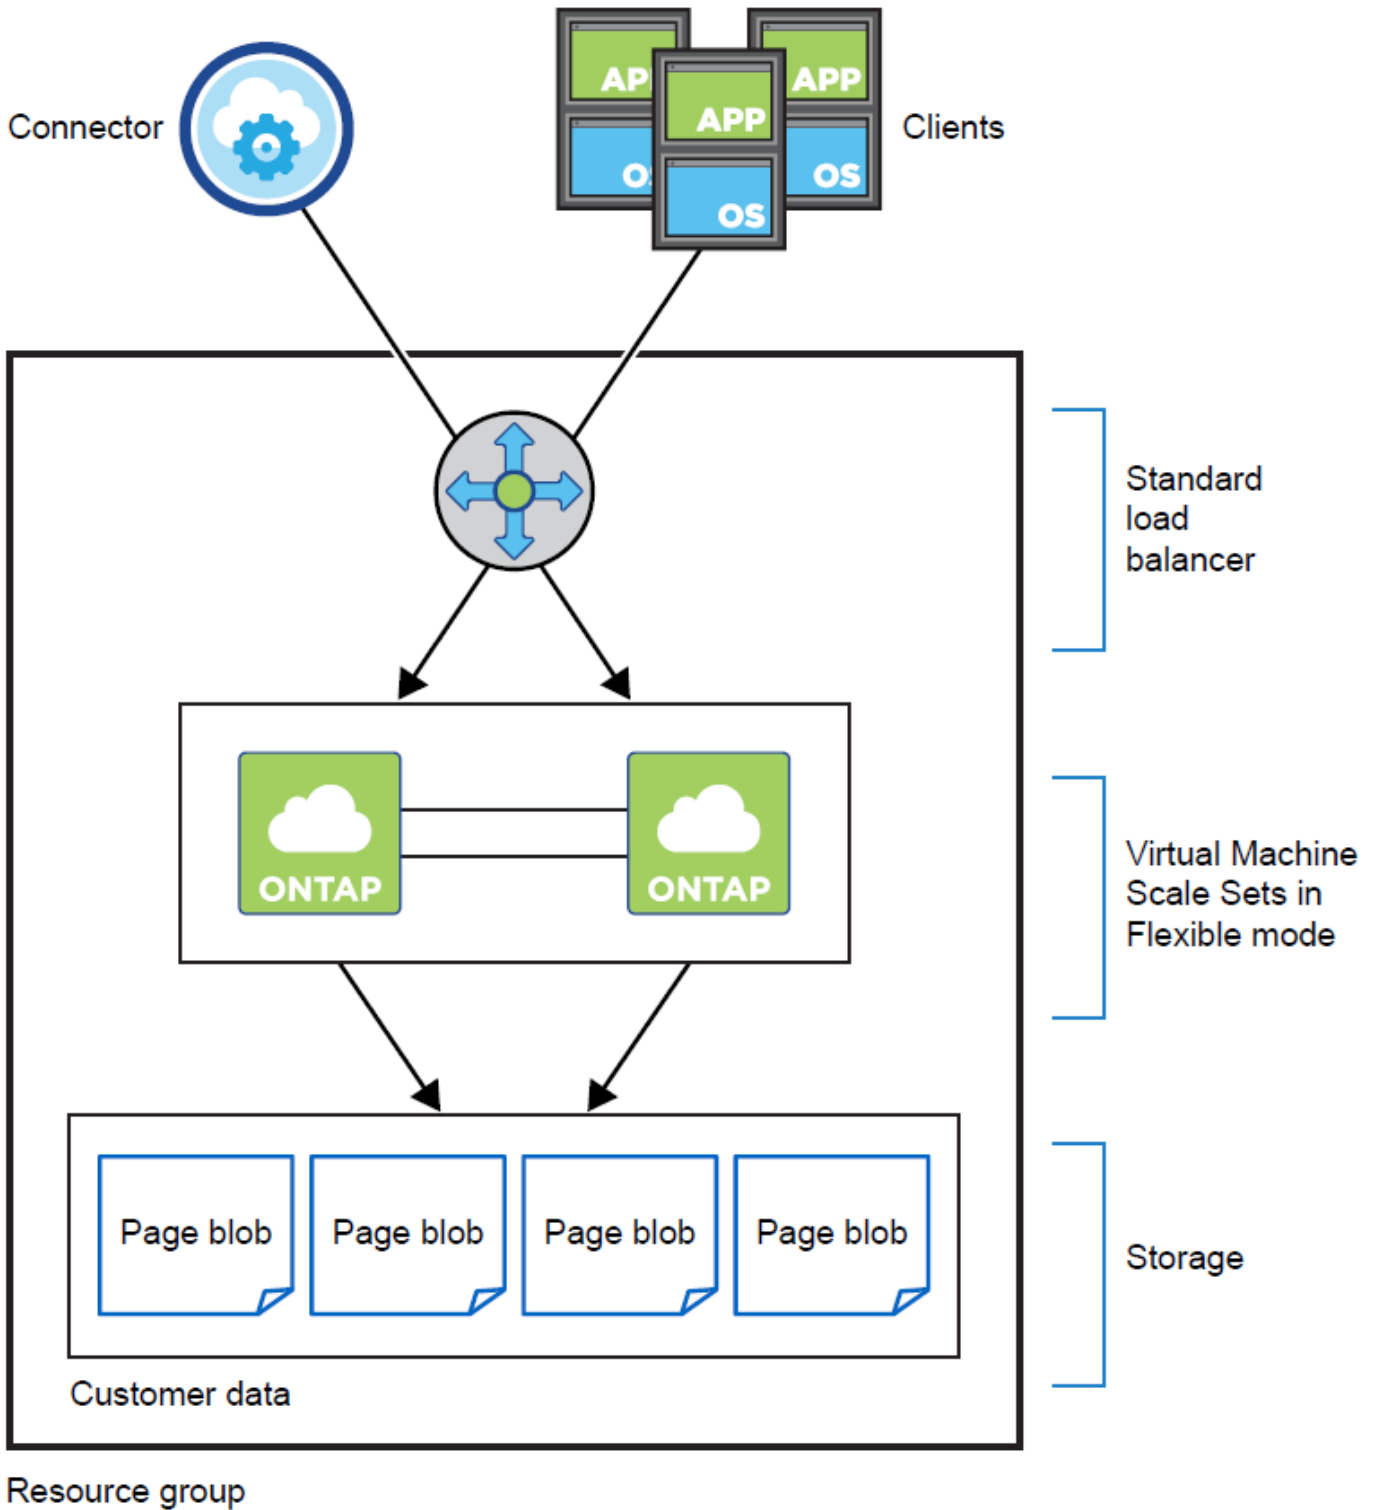 Connector
APP
APP
APP
OS
OS
OS
Clients
Standard
load
balancer
ONTAP
ONTAP
Virtual Machine
Scale Sets in
Flexible mode
Page blob
Page blob
Page blob
Page blob
Storage
Customer data
Resource group